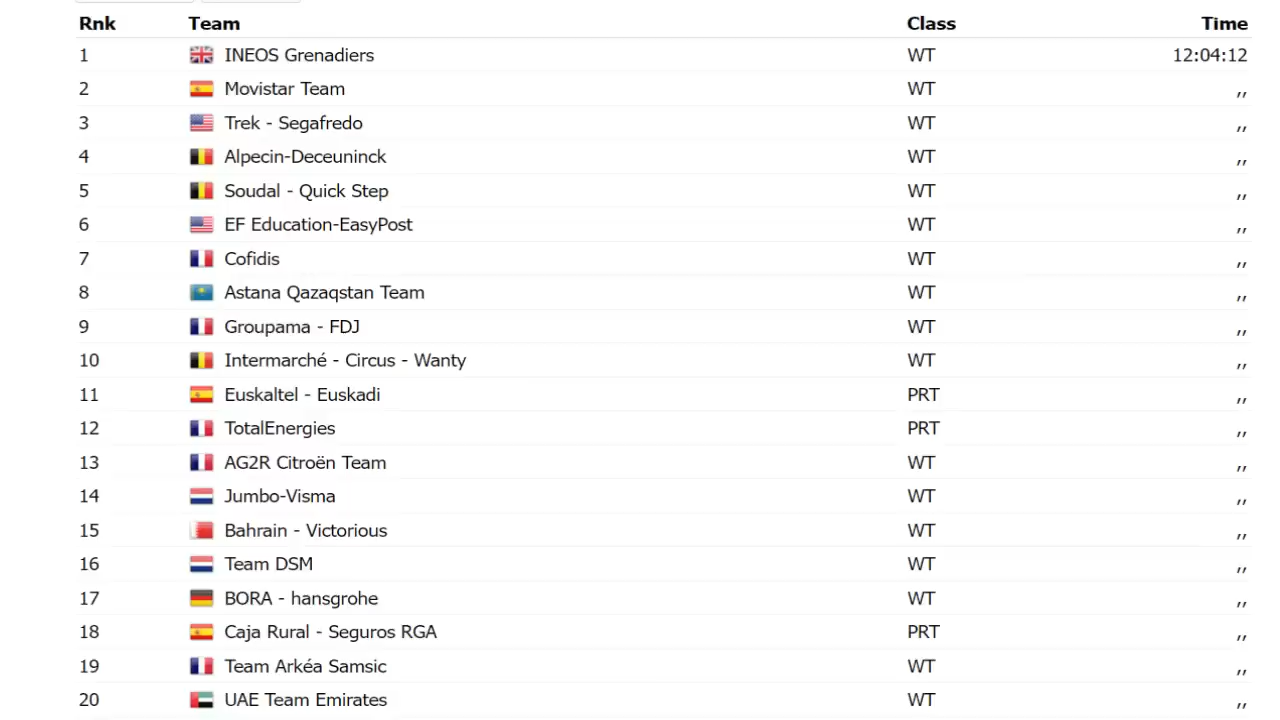 Rnk Team Class Time
1 INEOS Grenadiers WT 12:04:12
2 Movistar Team WT ,,
3 Trek - Segafredo WT ,,
4 Alpecin-Deceuninck WT ,,
5 Soudal - Quick Step WT ,,
6 EF Education-EasyPost WT ,,
7 Cofidis WT ,,
8 Astana Qazaqstan Team WT ,,
9 Groupama - FDJ WT ,,
10 Intermarché - Circus - Wanty WT ,,
11 Euskaltel - Euskadi PRT ,,
12 TotalEnergies PRT ,,
13 AG2R Citroën Team WT ,,
14 Jumbo-Visma WT ,,
15 Bahrain - Victorious WT ,,
16 Team DSM WT ,,
17 BORA - hansgrohe WT ,,
18 Caja Rural - Seguros RGA PRT ,,
19 Team Arkéa Samsic WT ,,
20 UAE Team Emirates WT ,,